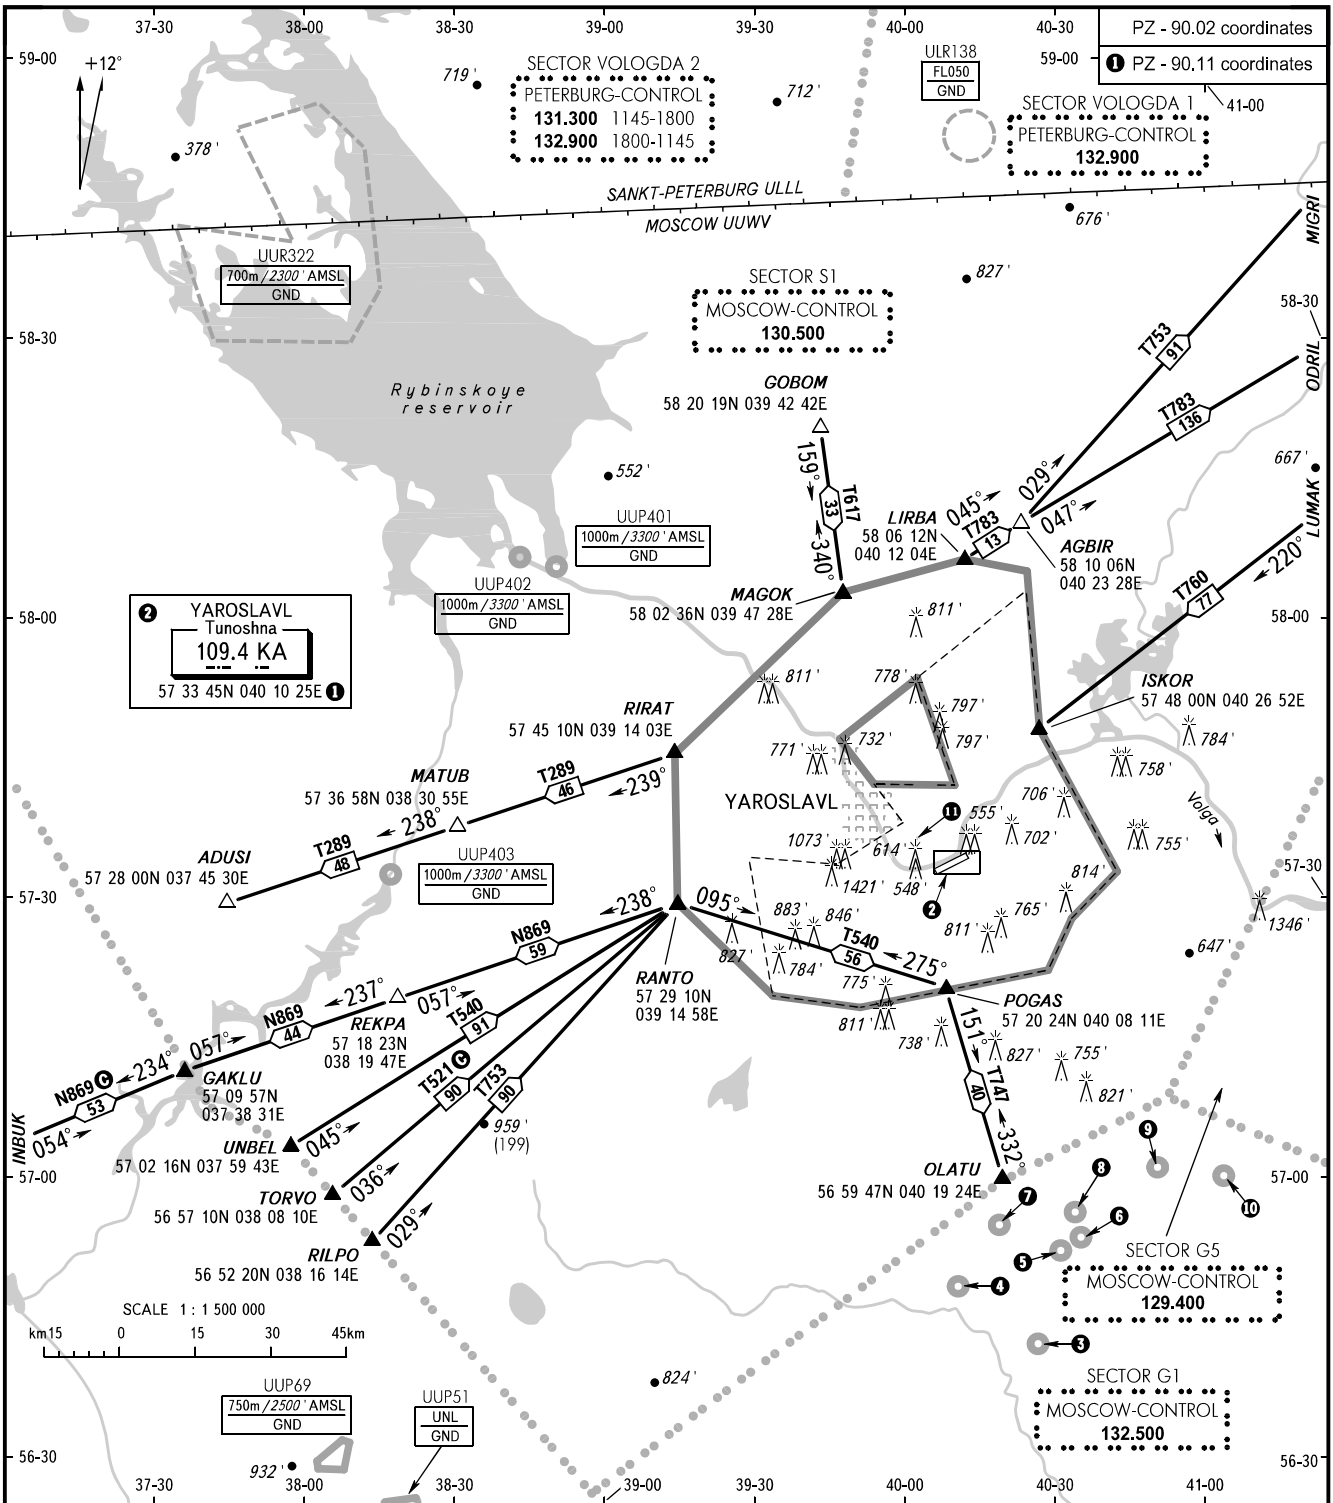 37-30
38-00
38-30
39-00
39-30
40-00
40-30
PZ - 90.02 coordinates
❶ PZ - 90.11 coordinates
59-00
59-00
41-00
+12°
719'
SECTOR VOLOGDA 2
PETERBURG-CONTROL
131.300 1145-1800
132.900 1800-1145
712'
ULR138
FL050
GND
SECTOR VOLOGDA 1
PETERBURG-CONTROL
132.900
378'
SANKT-PETERBURG ULLL
MOSCOW UUWV
676'
MIGRI
UUR322
700m/2300' AMSL
GND
SECTOR S1
MOSCOW-CONTROL
130.500
827'
58-30
58-30
T753
91
ODRIL
Rybinskoye
reservoir
GOBOM
58 20 19N 039 42 42E
T783
136
159°
T617
33
340°
552'
667'
LUMAK
029°
045°
047°
T783
13
LIRBA
58 06 12N
040 12 04E
AGBIR
58 10 06N
040 23 28E
220°
T760
77
UUP401
1000m/3300' AMSL
GND
UUP402
1000m/3300' AMSL
GND
MAGOK
58 02 36N 039 47 28E
58-00
58-00
❷ YAROSLAVL
Tunoshna
109.4 KA
57 33 45N 040 10 25E ❶
811'
811'
778'
797'
797'
ISKOR
57 48 00N 040 26 52E
784'
RIRAT
57 45 10N 039 14 03E
771'
732'
758'
MATUB
57 36 58N 038 30 55E
T289
46
239°
YAROSLAVL
706'
Volga
238°
⓫
555'
702'
755'
ADUSI
57 28 00N 037 45 30E
T289
48
UUP403
1000m/3300' AMSL
GND
1073'
614'
1421'
548'
❷
814'
57-30
57-30
238°
095°
883'
846'
827'
784'
765'
811'
1346'
647'
N869
59
T540
56
275°
775'
811'
RANTO
57 29 10N
039 14 58E
POGAS
57 20 24N 040 08 11E
237°
057°
T540
91
N869
44
REKPA
57 18 23N
038 19 47E
738'
827'
755'
821'
151°
T747
40
332°
057°
234°
N869 C
53
054°
INBUK
GAKLU
57 09 57N
037 38 31E
T521 C
90
T753
90
959'
(199)
UNBEL
57 02 16N 037 59 43E
045°
TORVO
56 57 10N 038 08 10E
036°
RILPO
56 52 20N 038 16 14E
029°
57-00
57-00
OLATU
56 59 47N 040 19 24E
❾
❽
❼
❻
❺
❹
❿
❸
SECTOR G5
MOSCOW-CONTROL
129.400
SCALE 1 : 1 500 000
km15 0 15 30 45km
SECTOR G1
MOSCOW-CONTROL
132.500
824'
UUP69
750m/2500' AMSL
GND
UUP51
UNL
GND
932'
56-30
56-30
37-30
38-00
38-30
39-00
39-30
40-00
40-30
41-00